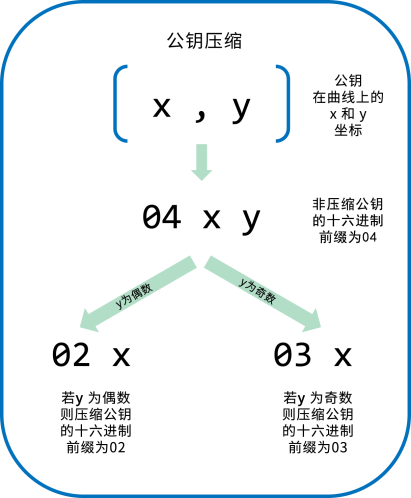 公钥压缩
x , y
公钥
在曲线上的
x 和 y
坐标
04 x y
非压缩公钥
的十六进制
前缀为04
y为偶数
y为奇数
02 x
03 x
若y 为偶数
则压缩公钥
的十六进制
前缀为02
若y 为奇数
则压缩公钥
的十六进制
前缀为03